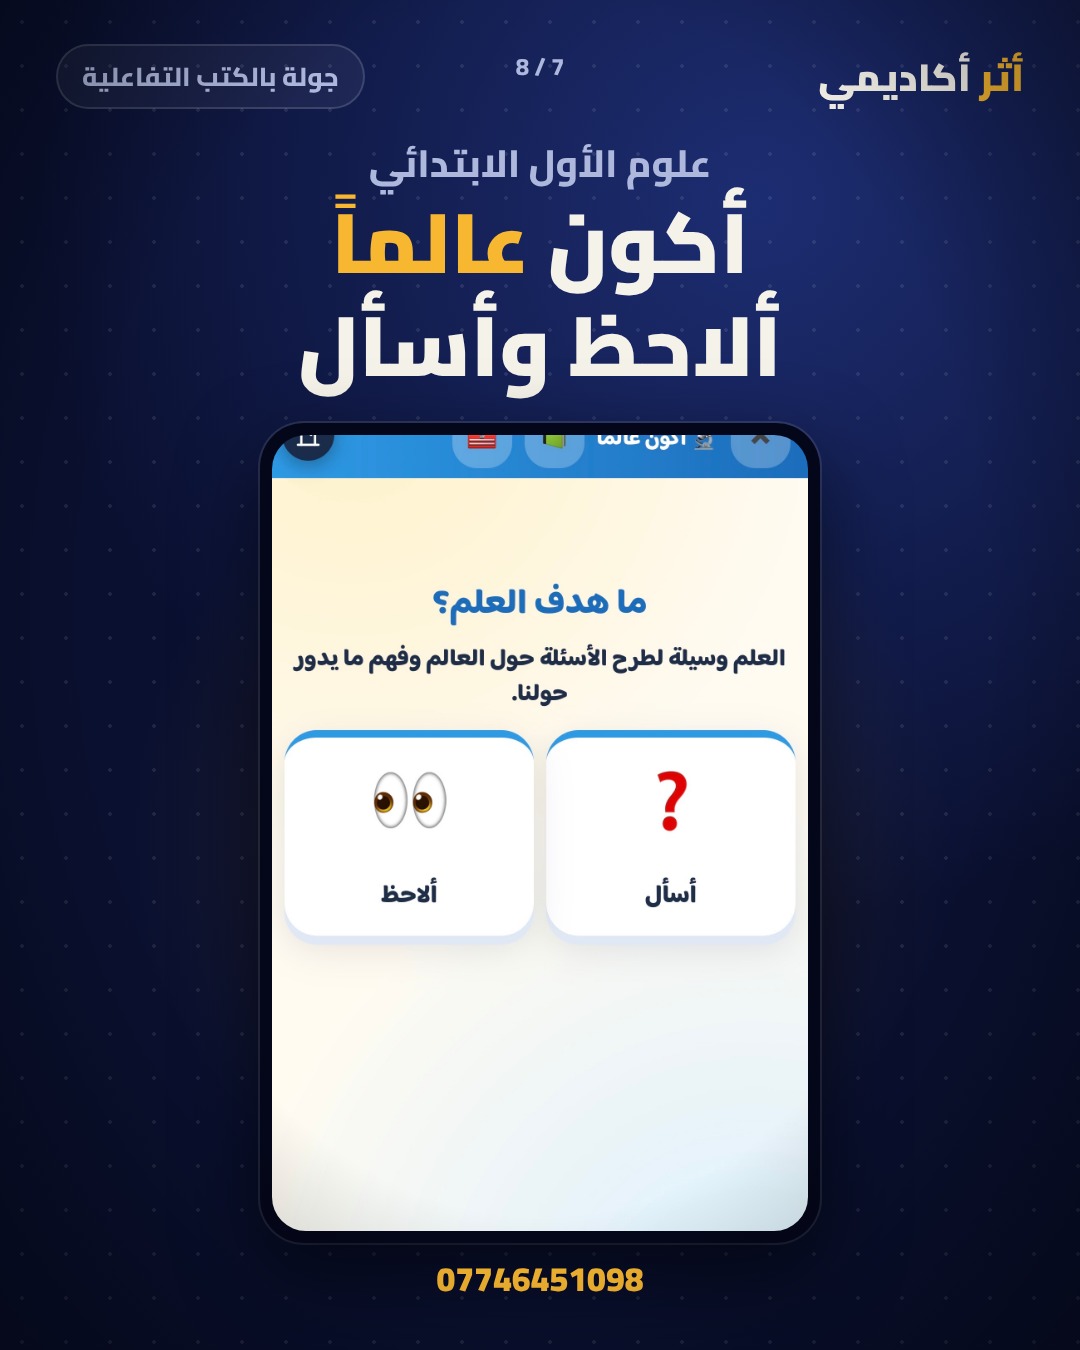 أثر أكاديمي
8 / 7
جولة بالكتب التفاعلية
علوم الأول الابتدائي
أكون عالماً
ألاحظ وأسأل
أكون عالما
ما هدف العلم؟
العلم وسيلة لطرح الأسئلة حول العالم وفهم ما يدور
حولنا.
أسأل
ألاحظ
07746451098